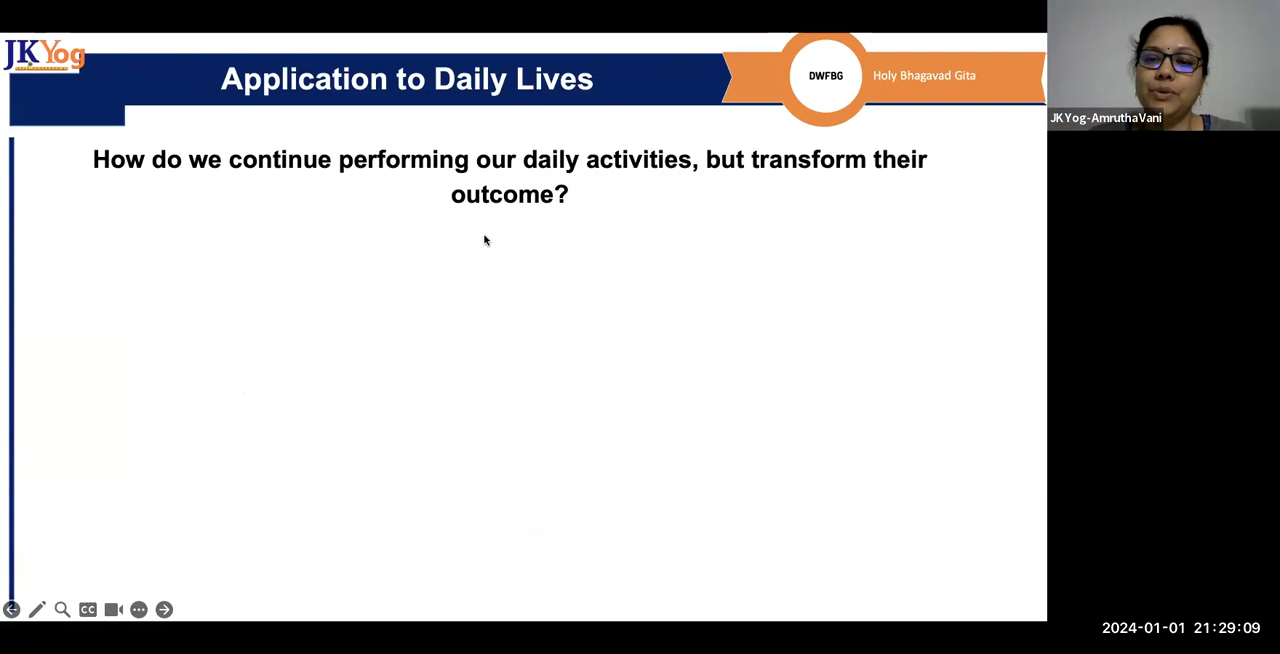 JKYog
Application to Daily Lives
DWFBG
Holy Bhagavad Gita
JKYog-AmruthaVani
How do we continue performing our daily activities, but transform their
outcome?
CC
2024-01-01 21:29:09